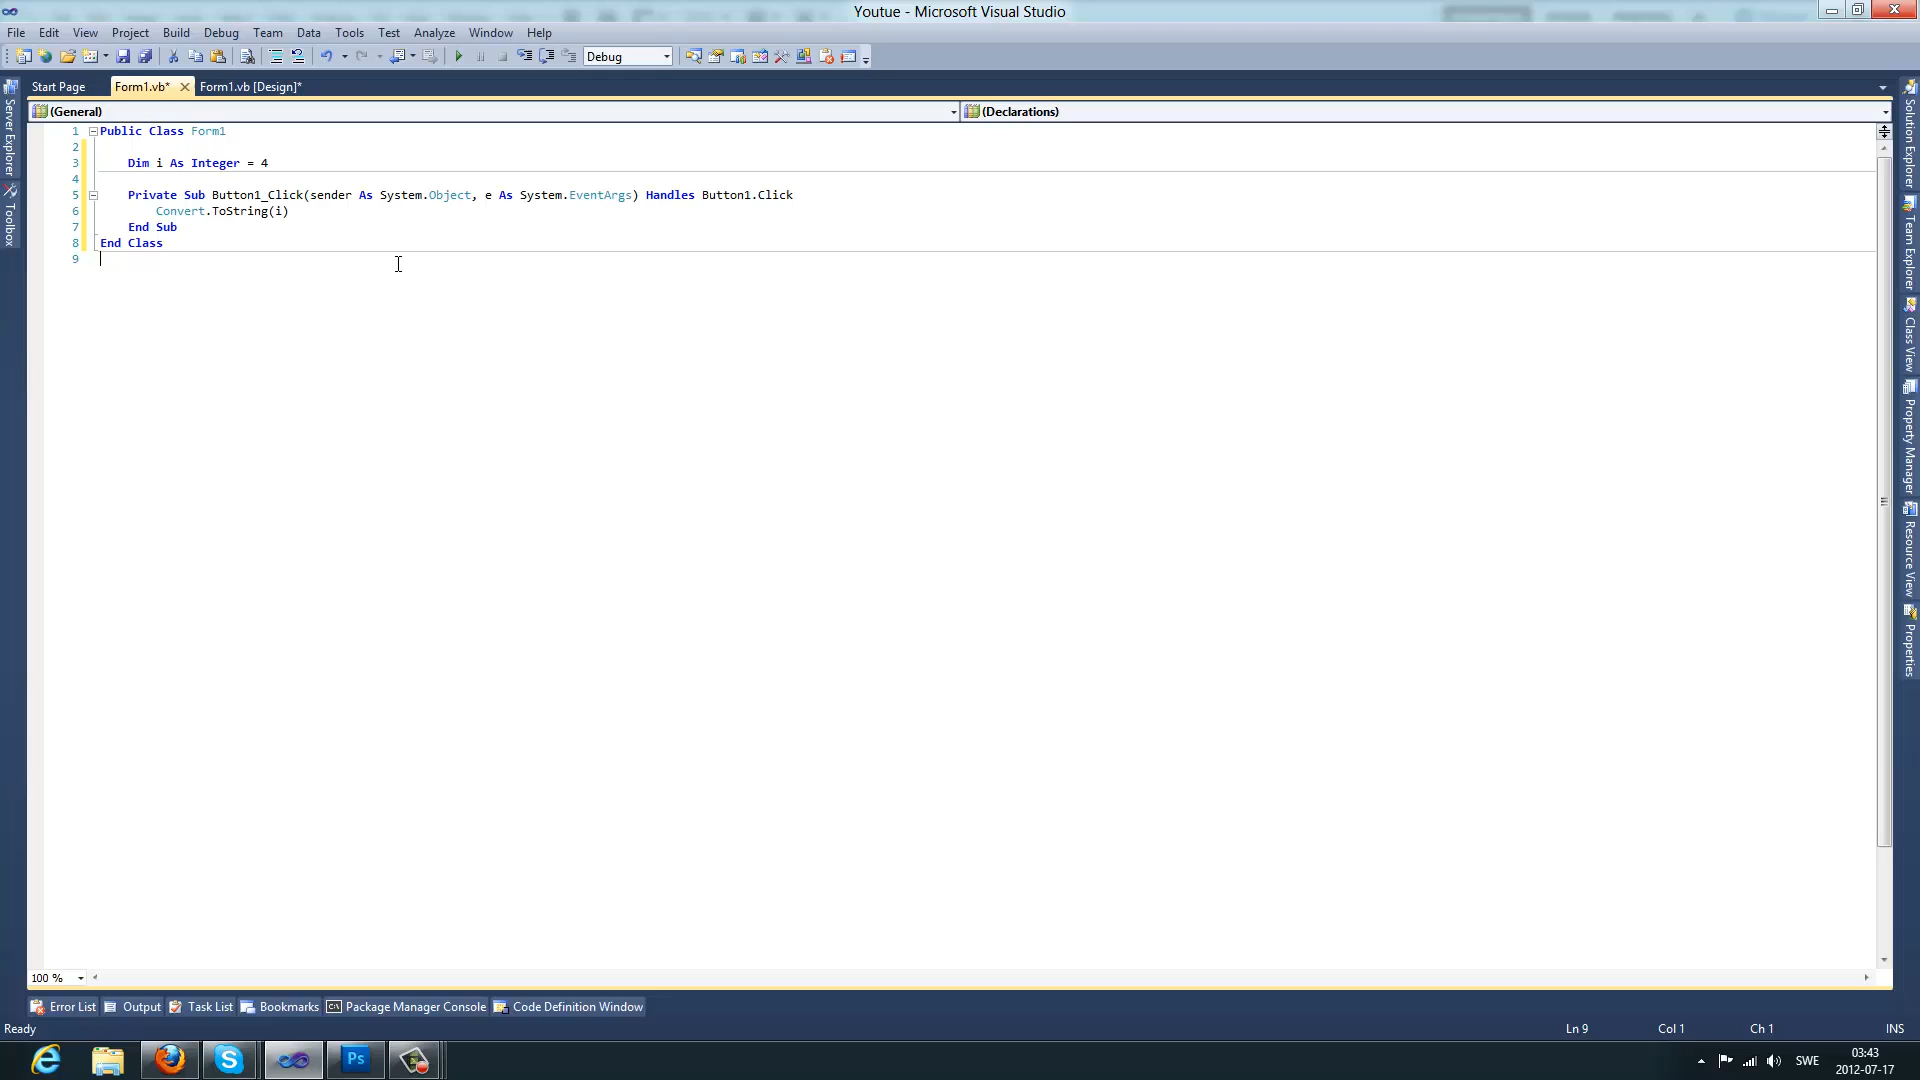 Youtue - Microsoft Visual Studio
File Edit View Project Build Debug Team Data Tools Test Analyze Window Help
Debug
Start Page Form1.vb* Form1.vb [Design]*
(General) (Declarations)
1 Public Class Form1
2
3 Dim i As Integer = 4
4
5 Private Sub Button1_Click(sender As System.Object, e As System.EventArgs) Handles Button1.Click
6 Convert.ToString(i)
7 End Sub
8 End Class
9
Server Explorer
Toolbox
Solution Explorer
Team Explorer
Class View
Property Manager
Resource View
Properties
100 %
Error List Output Task List Bookmarks Package Manager Console Code Definition Window
Ready Ln 9 Col 1 Ch 1 INS
Ps
SWE
03:43
2012-07-17